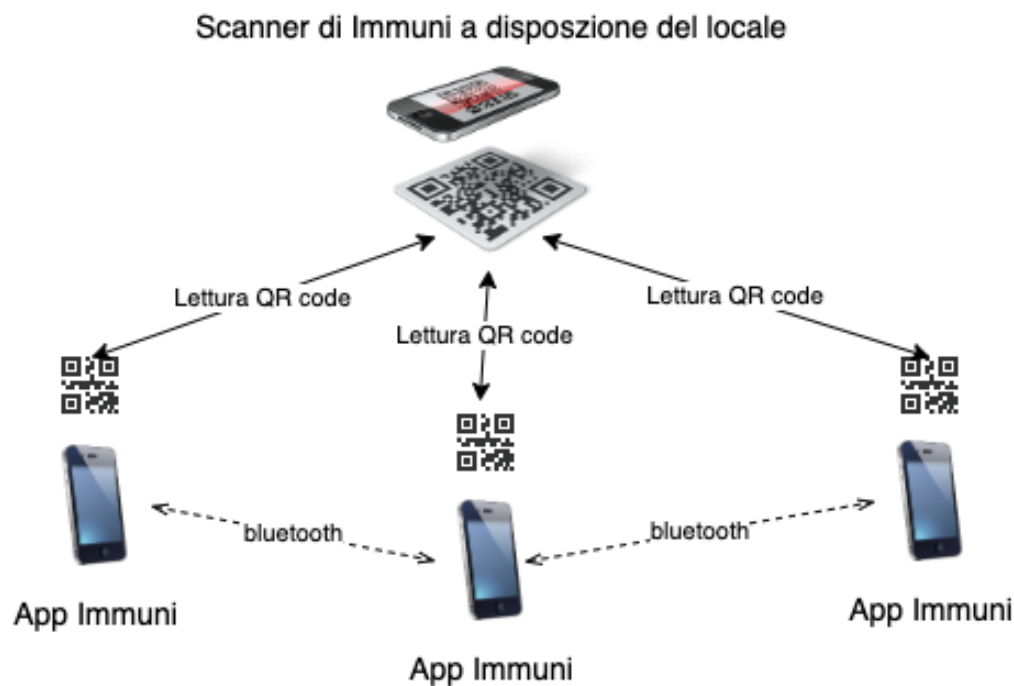 Scanner di Immuni a disposzione del locale
Lettura QR code
Lettura QR code
Lettura QR code
bluetooth
bluetooth
App Immuni
App Immuni
App Immuni